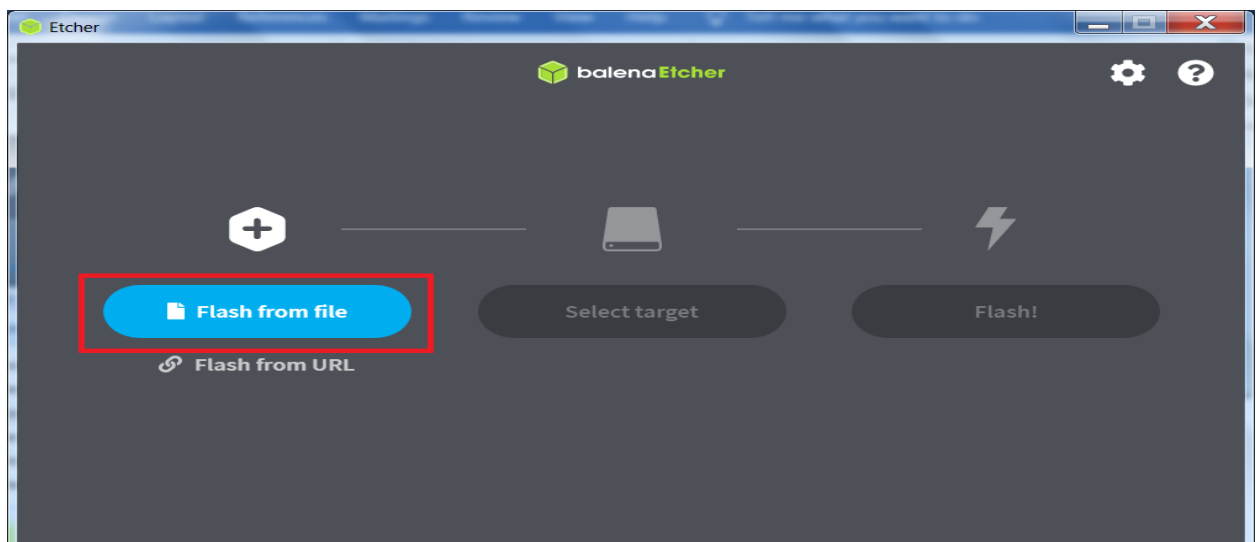 Etcher
balenaEtcher
Flash from file
Select target
Flash!
Flash from URL